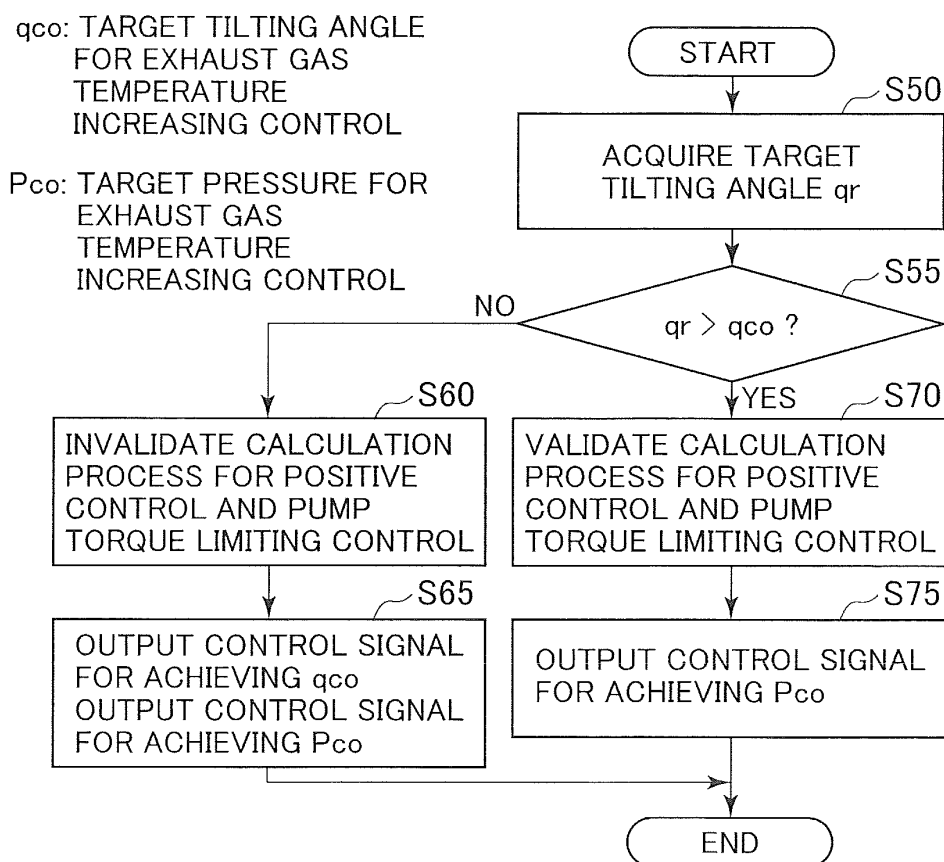 qco: TARGET TILTING ANGLE
FOR EXHAUST GAS
TEMPERATURE
INCREASING CONTROL
Pco: TARGET PRESSURE FOR
EXHAUST GAS
TEMPERATURE
INCREASING CONTROL
START
S50
ACQUIRE TARGET
TILTING ANGLE qr
S55
qr > qco ?
NO
YES
S60
INVALIDATE CALCULATION
PROCESS FOR POSITIVE
CONTROL AND PUMP
TORQUE LIMITING CONTROL
S65
OUTPUT CONTROL SIGNAL
FOR ACHIEVING qco
OUTPUT CONTROL SIGNAL
FOR ACHIEVING Pco
S70
VALIDATE CALCULATION
PROCESS FOR POSITIVE
CONTROL AND PUMP
TORQUE LIMITING CONTROL
S75
OUTPUT CONTROL SIGNAL
FOR ACHIEVING Pco
END